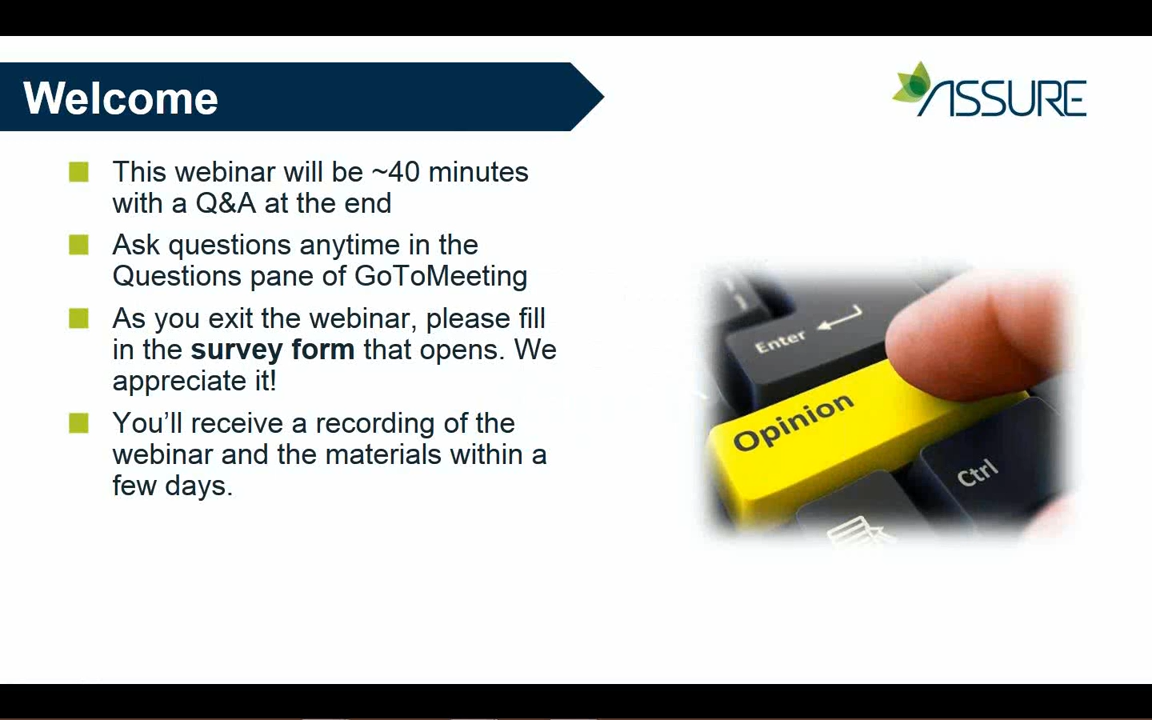 Welcome
ASSURE
This webinar will be ~40 minutes
with a Q&A at the end
Ask questions anytime in the
Questions pane of GoToMeeting
As you exit the webinar, please fill
in the survey form that opens. We
appreciate it!
You’ll receive a recording of the
webinar and the materials within a
few days.
Enter
Opinion
Ctrl